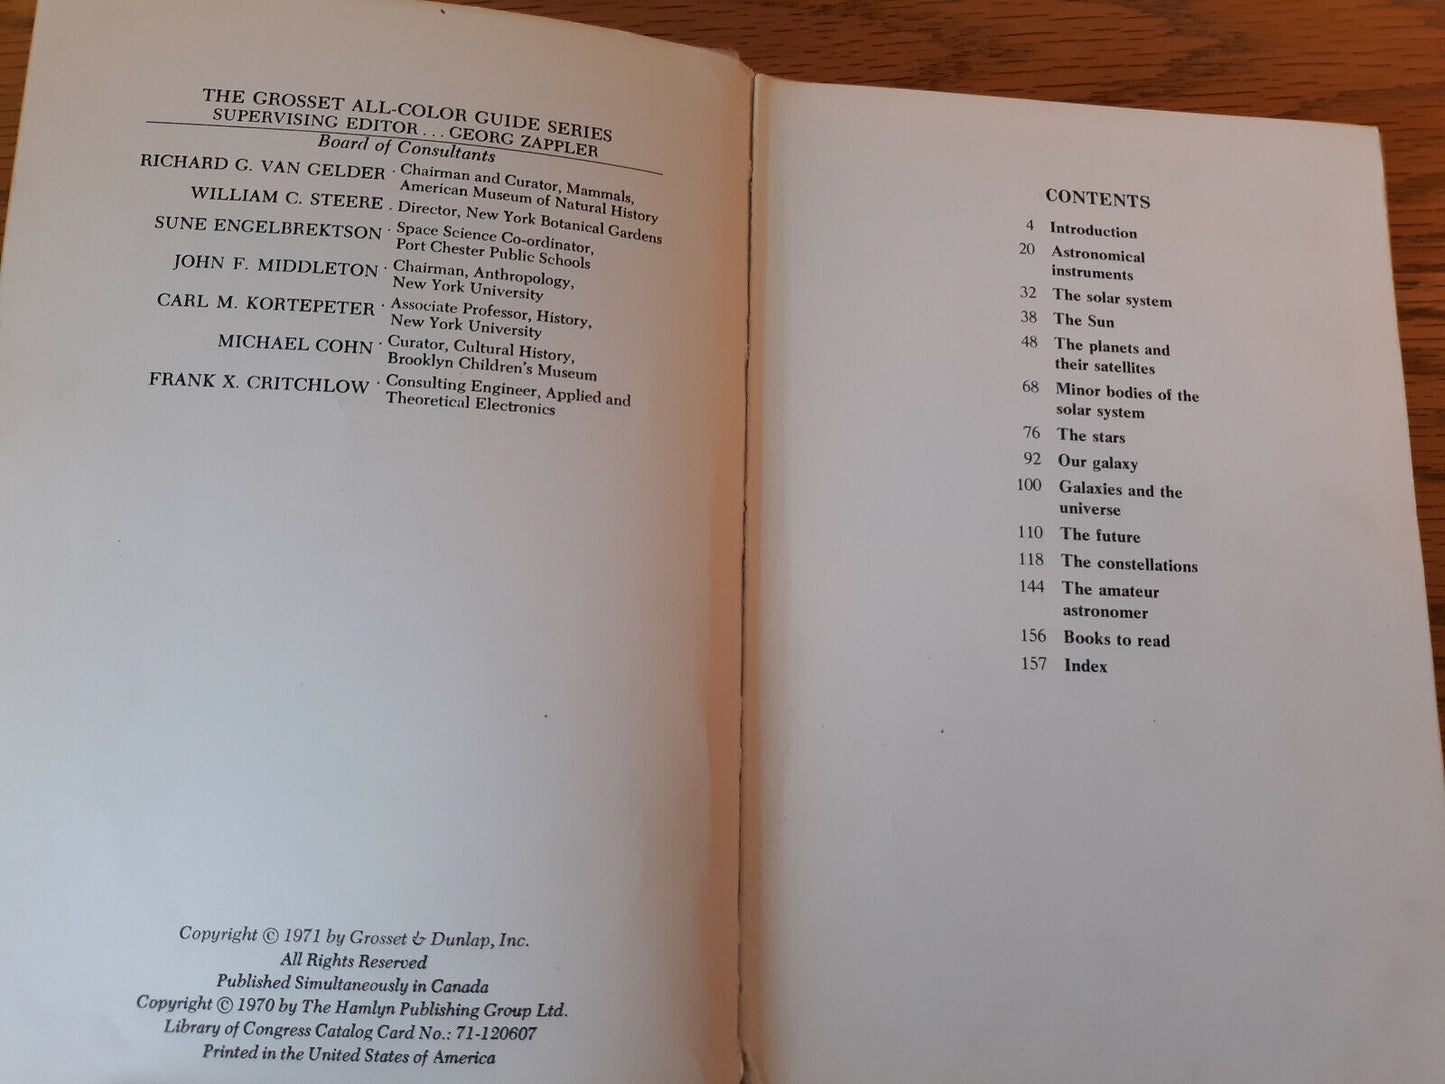 THE GROSSET ALL-COLOR GUIDE SERIES
SUPERVISING EDITOR . . . GEORG ZAPPLER
Board of Consultants
RICHARD G. VAN GELDER · Chairman and Curator, Mammals,
American Museum of Natural History
WILLIAM C. STEERE . Director, New York Botanical Gardens
SUNE ENGELBREKTSON · Space Science Co-ordinator,
Port Chester Public Schools
JOHN F. MIDDLETON · Chairman, Anthropology,
New York University
CARL M. KORTEPETER · Associate Professor, History,
New York University
MICHAEL COHN · Curator, Cultural History,
Brooklyn Children's Museum
FRANK X. CRITCHLOW · Consulting Engineer, Applied and
Theoretical Electronics
Copyright © 1971 by Grosset & Dunlap, Inc.
All Rights Reserved
Published Simultaneously in Canada
Copyright © 1970 by The Hamlyn Publishing Group Ltd.
Library of Congress Catalog Card No.: 71-120607
Printed in the United States of America
CONTENTS
4 Introduction
20 Astronomical
instruments
32 The solar system
38 The Sun
48 The planets and
their satellites
68 Minor bodies of the
solar system
76 The stars
92 Our galaxy
100 Galaxies and the
universe
110 The future
118 The constellations
144 The amateur
astronomer
156 Books to read
157 Index